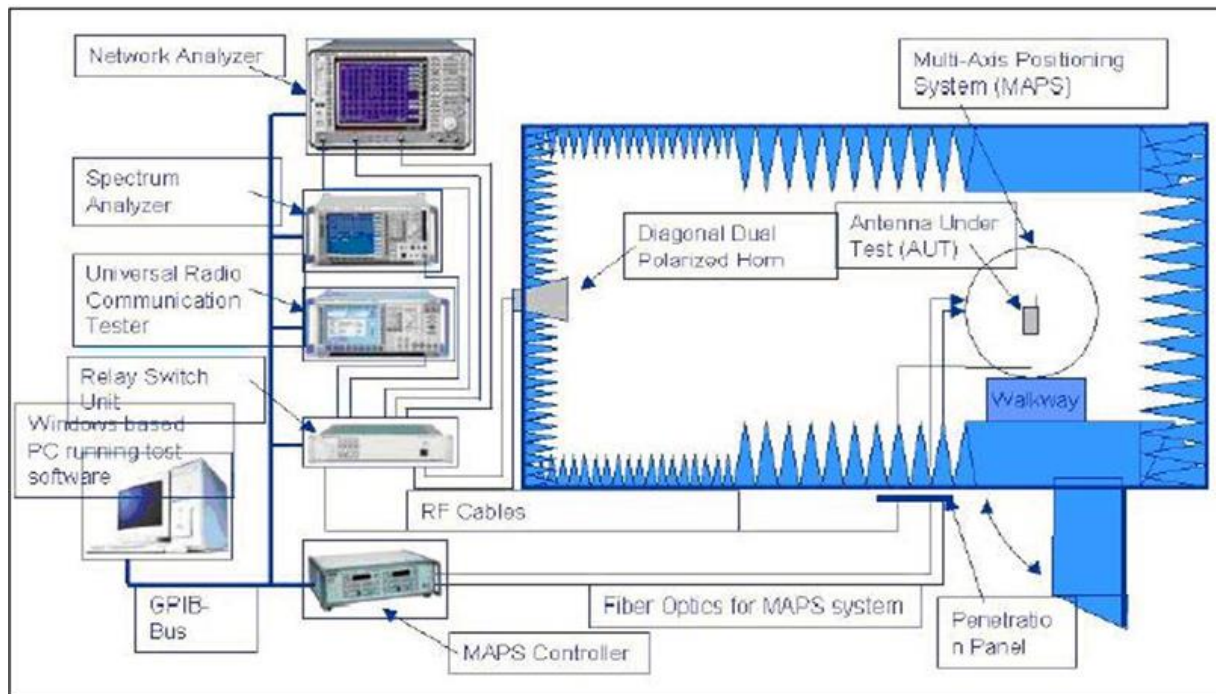 Network Analyzer
Multi-Axis Positioning
System (MAPS)
Spectrum
Analyzer
Diagonal Dual
Polarized Horn
Antenna Under
Test (AUT)
Universal Radio
Communication
Tester
Relay Switch
Unit
Walkway
Windows based
PC running test
software
RF Cables
GPIB-
Bus
Fiber Optics for MAPS system
MAPS Controller
Penetratio
n Panel